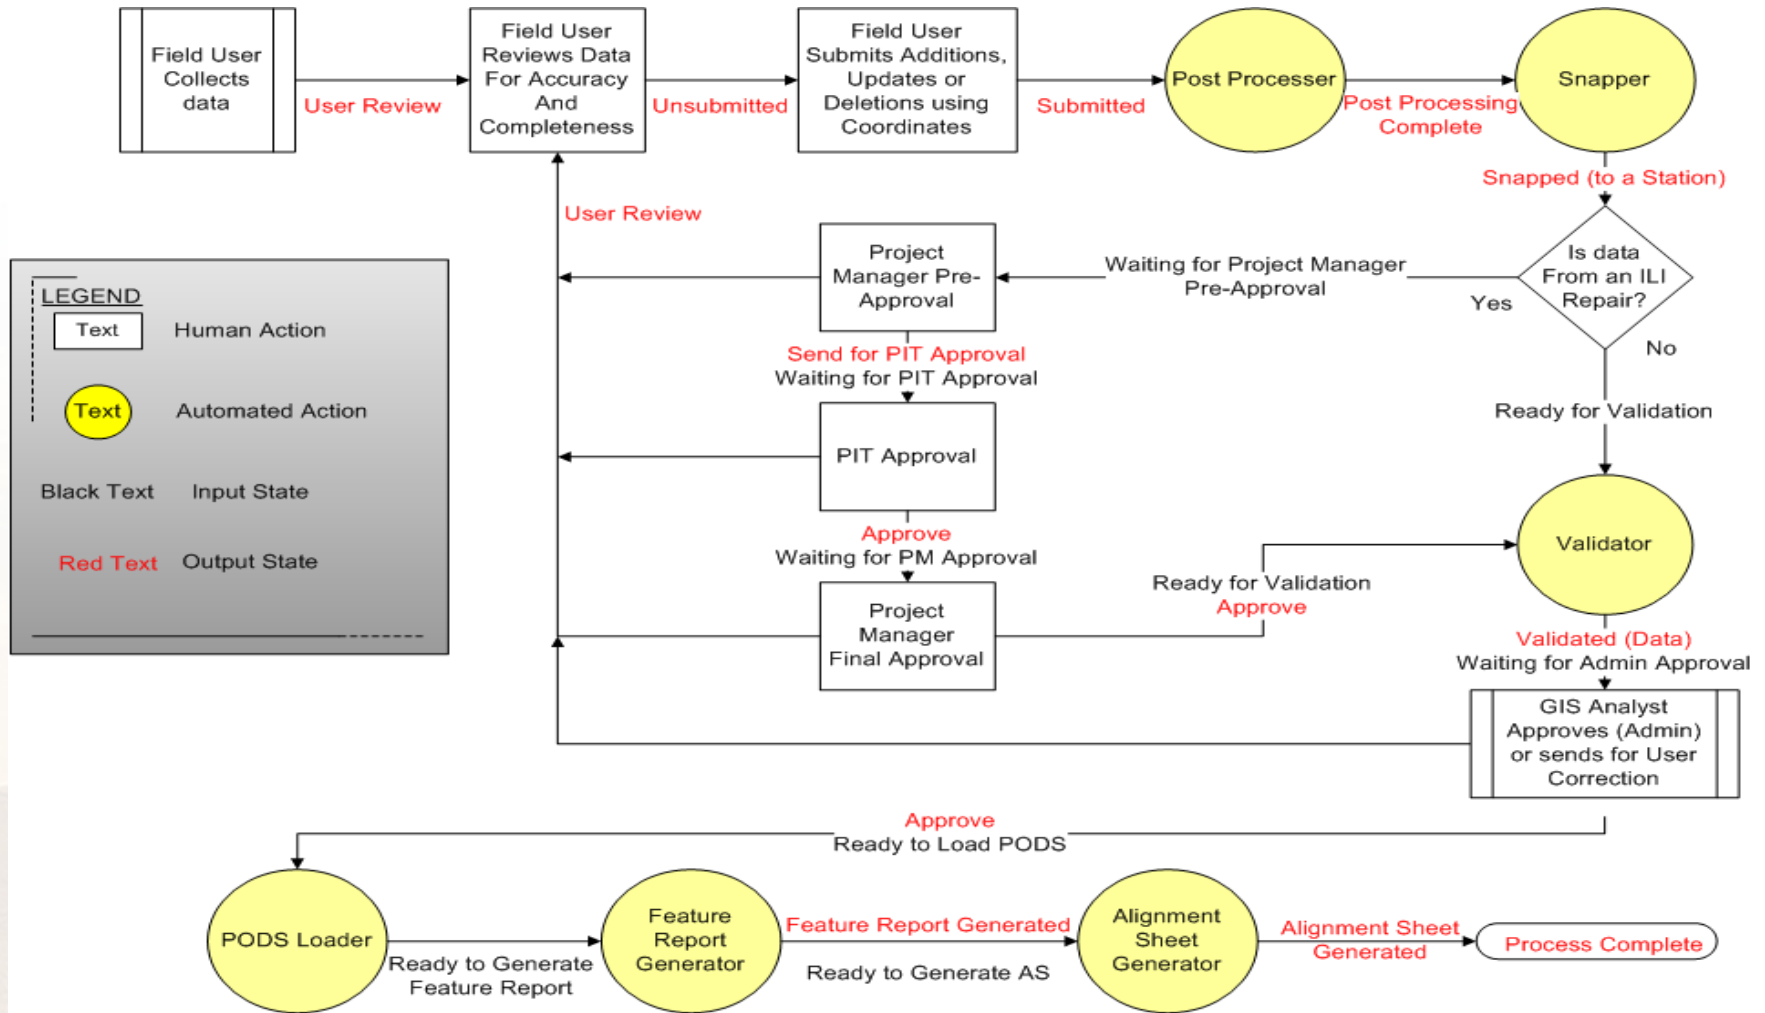 Field User
Collects
data
User Review
Field User
Reviews Data
For Accuracy
And
Completeness
Unsubmitted
Field User
Submits Additions,
Updates or
Deletions using
Coordinates
Submitted
Post Processer
Post Processing
Complete
Snapper
Snapped (to a Station)
Is data
From an ILI
Repair?
Yes
No
Waiting for Project Manager
Pre-Approval
Project
Manager Pre-
Approval
User Review
Send for PIT Approval
Waiting for PIT Approval
PIT Approval
Approve
Waiting for PM Approval
Project
Manager
Final Approval
Ready for Validation
Approve
Ready for Validation
Validator
Validated (Data)
Waiting for Admin Approval
GIS Analyst
Approves (Admin)
or sends for User
Correction
Approve
Ready to Load PODS
PODS Loader
Ready to Generate
Feature Report
Feature
Report
Generator
Feature Report Generated
Ready to Generate AS
Alignment
Sheet
Generator
Alignment Sheet
Generated
Process Complete
LEGEND
Text
Human Action
Text
Automated Action
Black Text
Input State
Red Text
Output State